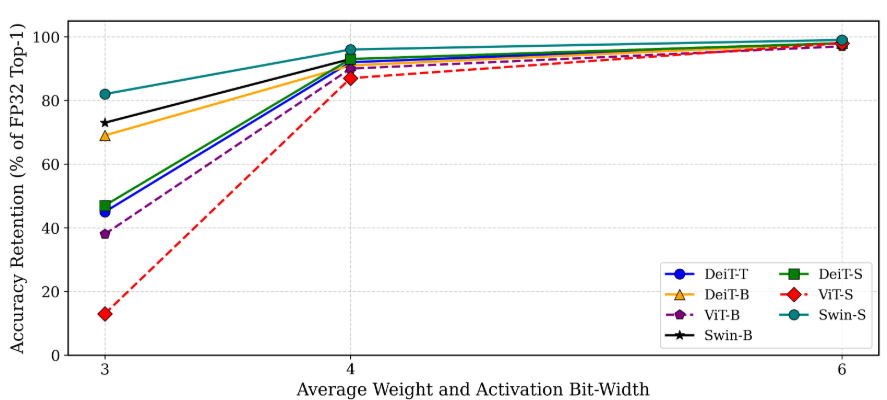 Accuracy Retention (% of FP32 Top-1)
100
80
60
40
20
0
3
4
6
Average Weight and Activation Bit-Width
DeiT-T
DeiT-B
ViT-B
Swin-B
DeiT-S
ViT-S
Swin-S